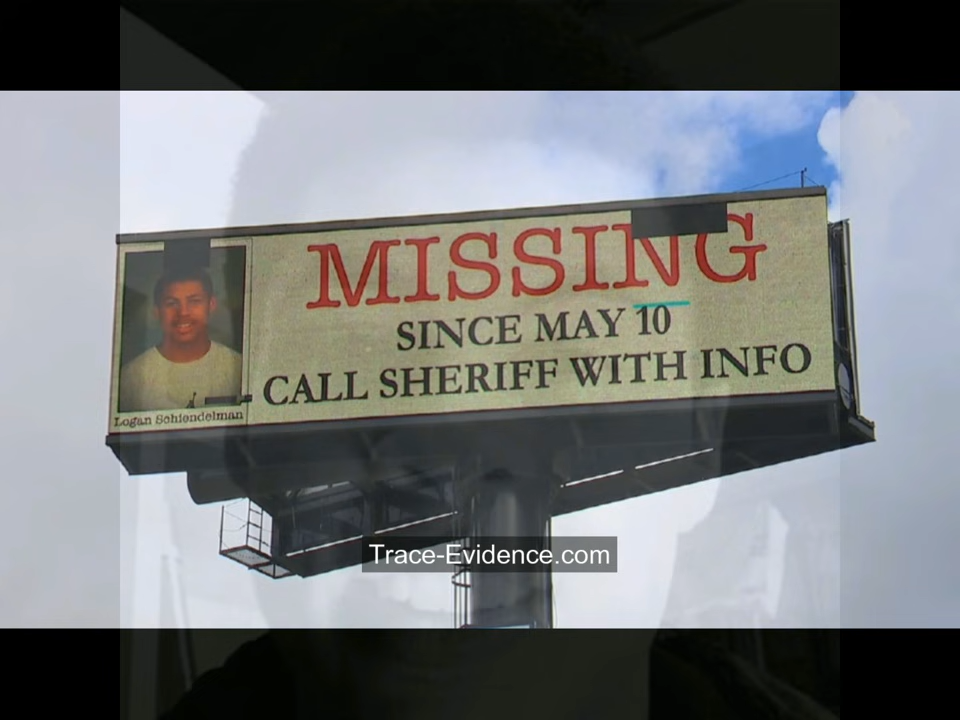 MISSING
SINCE MAY 10
CALL SHERIFF WITH INFO
Logan Schiendelman
Trace-Evidence.com